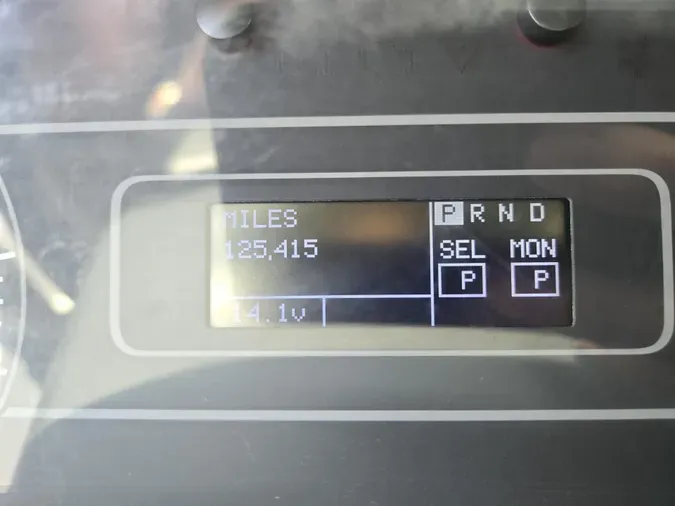 MILES
125,415
14.1v
P R N D
SEL MON
P P